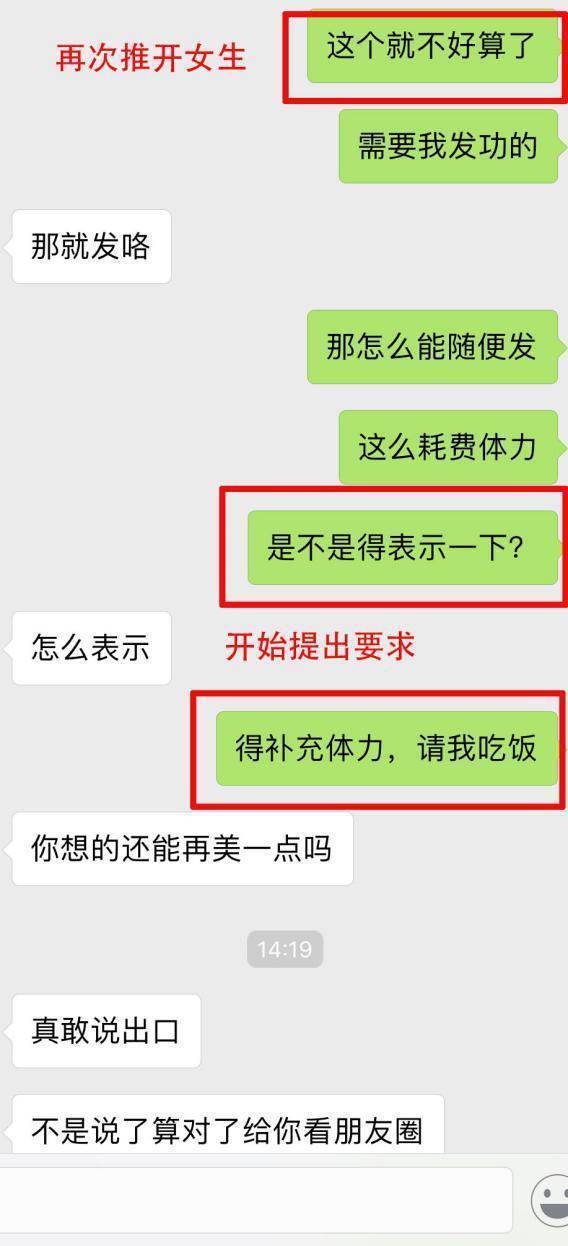 再次推开女生
这个就不好算了
需要我发功的
那就发咯
那怎么能随便发
这么耗费体力
是不是得表示一下?
怎么表示
开始提出要求
得补充体力，请我吃饭
你想的还能再美一点吗
14:19
真敢说出口
不是说了算对了给你看朋友圈